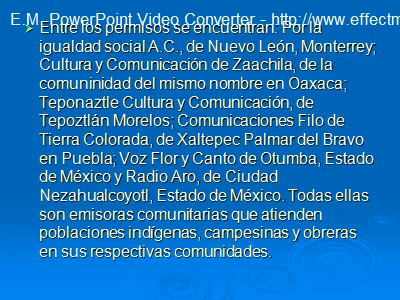 E.M. PowerPoint Video Converter - http://www.effectm
Entre los permisos se encuentran: Por la
igualdad social A.C., de Nuevo León, Monterrey;
Cultura y Comunicación de Zaachila, de la
comuninidad del mismo nombre en Oaxaca;
Teponaztle Cultura y Comunicación, de
Tepoztlán Morelos; Comunicaciones Filo de
Tierra Colorada, de Xaltepec Palmar del Bravo
en Puebla; Voz Flor y Canto de Otumba, Estado
de México y Radio Aro, de Ciudad
Nezahualcoyotl, Estado de México. Todas ellas
son emisoras comunitarias que atienden
poblaciones indígenas, campesinas y obreras
en sus respectivas comunidades.